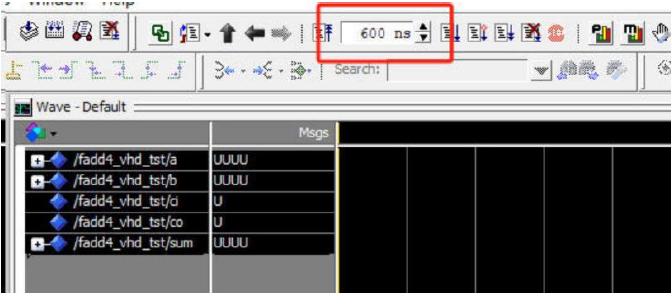 Window Help
600 ns
Search:
Wave - Default
Msgs
/fadd4_vhd_tst/a UUUU
/fadd4_vhd_tst/b UUUU
/fadd4_vhd_tst/ci U
/fadd4_vhd_tst/co U
/fadd4_vhd_tst/sum UUUU